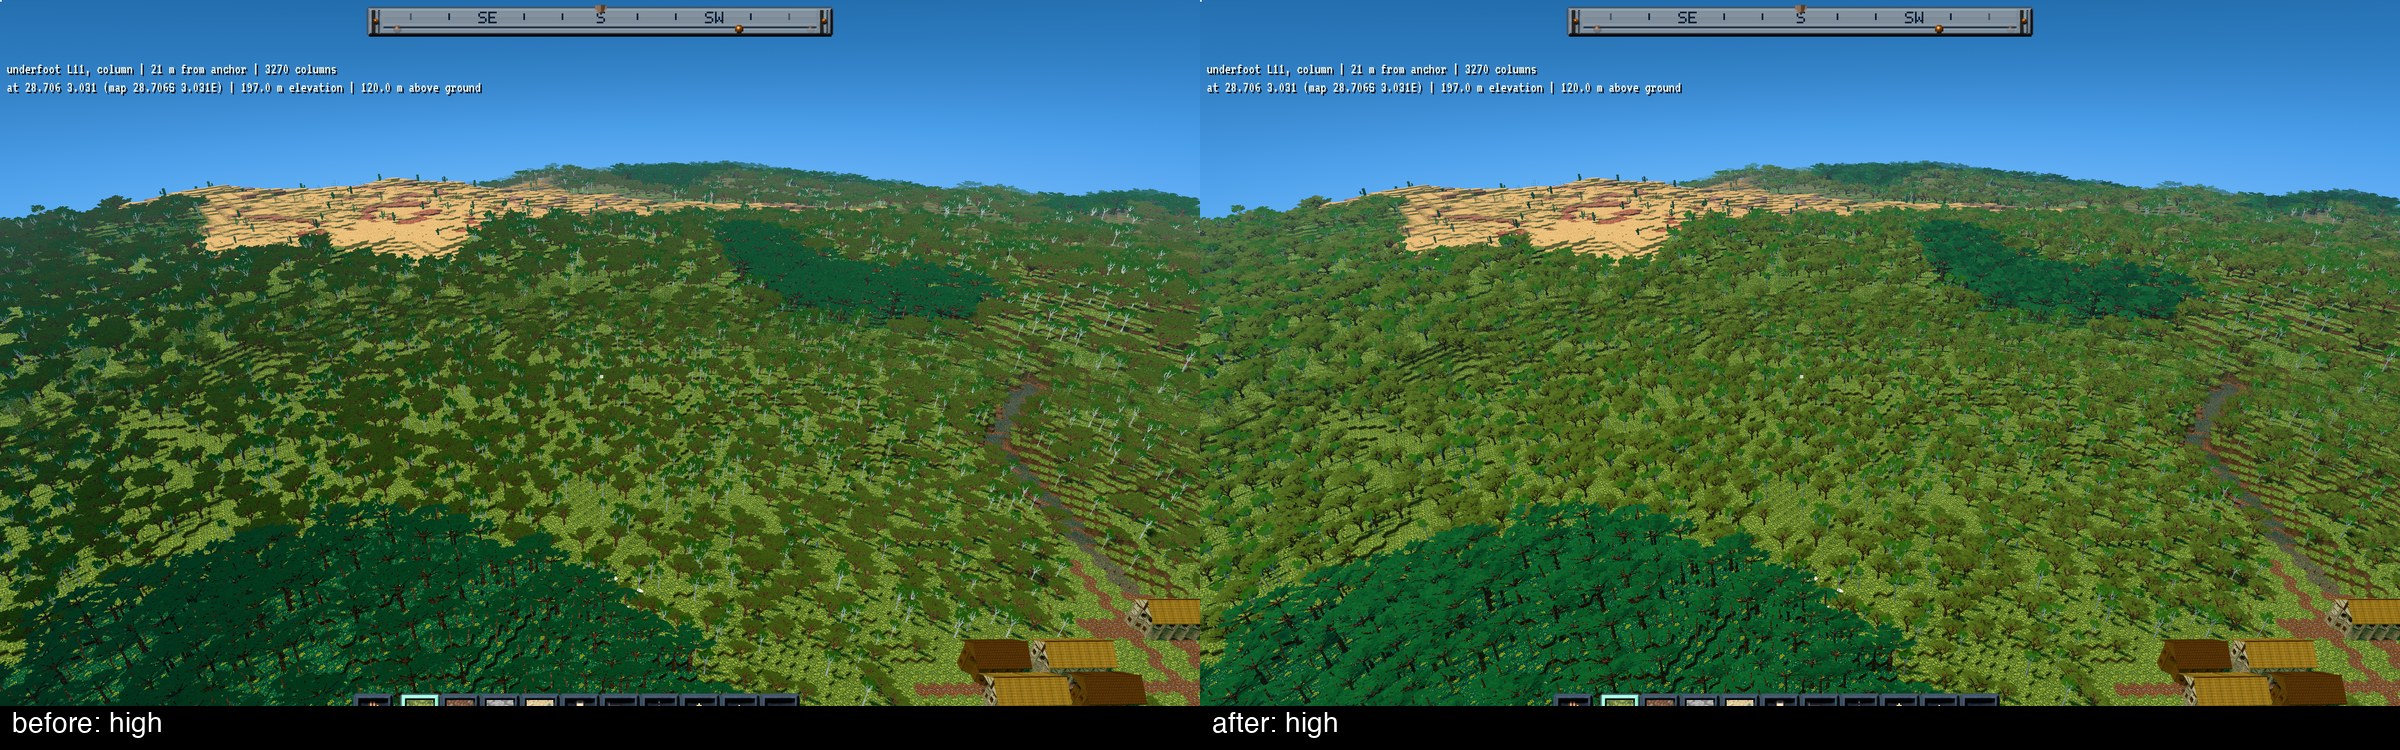 SE S SW
underfoot L11, column | 21 m from anchor | 3270 columns
at 28.706 3.031 (map 28.706S 3.031E) | 197.0 m elevation | 120.0 m above ground
before: high
SE S SW
underfoot L11, column | 21 m from anchor | 3270 columns
at 28.706 3.031 (map 28.706S 3.031E) | 197.0 m elevation | 120.0 m above ground
after: high